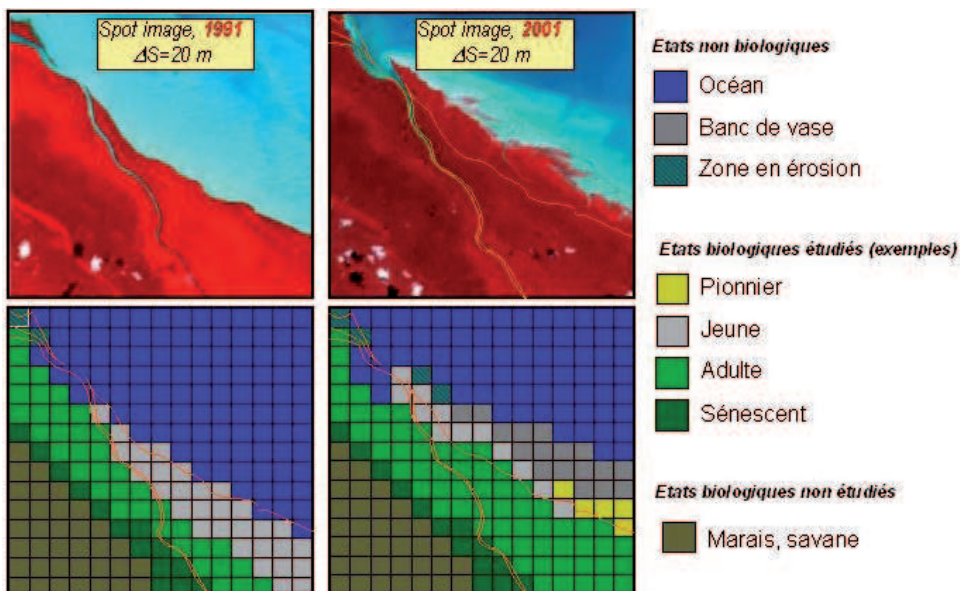 Spot image, 1991
ΔS=20 m
Spot image, 2001
ΔS=20 m
Etats non biologiques
Océan
Banc de vase
Zone en érosion
Etats biologiques étudiés (exemples)
Pionnier
Jeune
Adulte
Sénescent
Etats biologiques non étudiés
Marais, savane